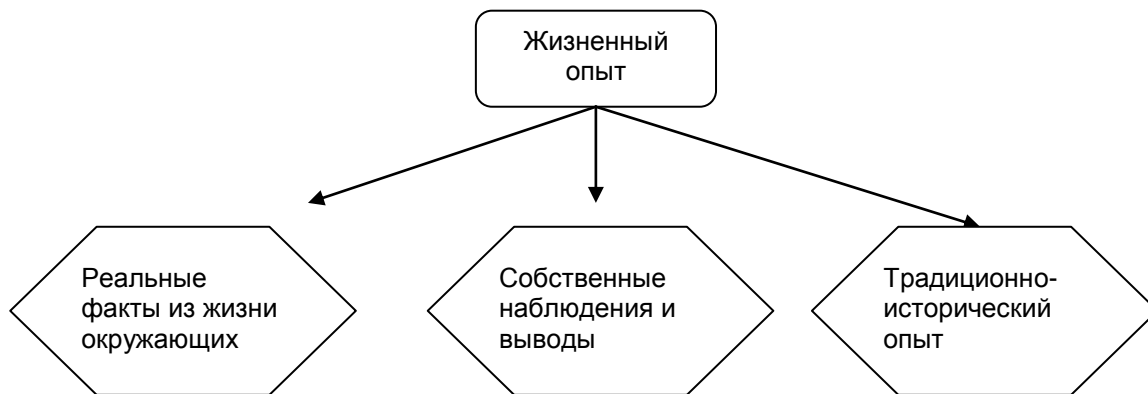 Жизненный
опыт
Реальные
факты из жизни
окружающих
Собственные
наблюдения и
выводы
Традиционно-
исторический
опыт